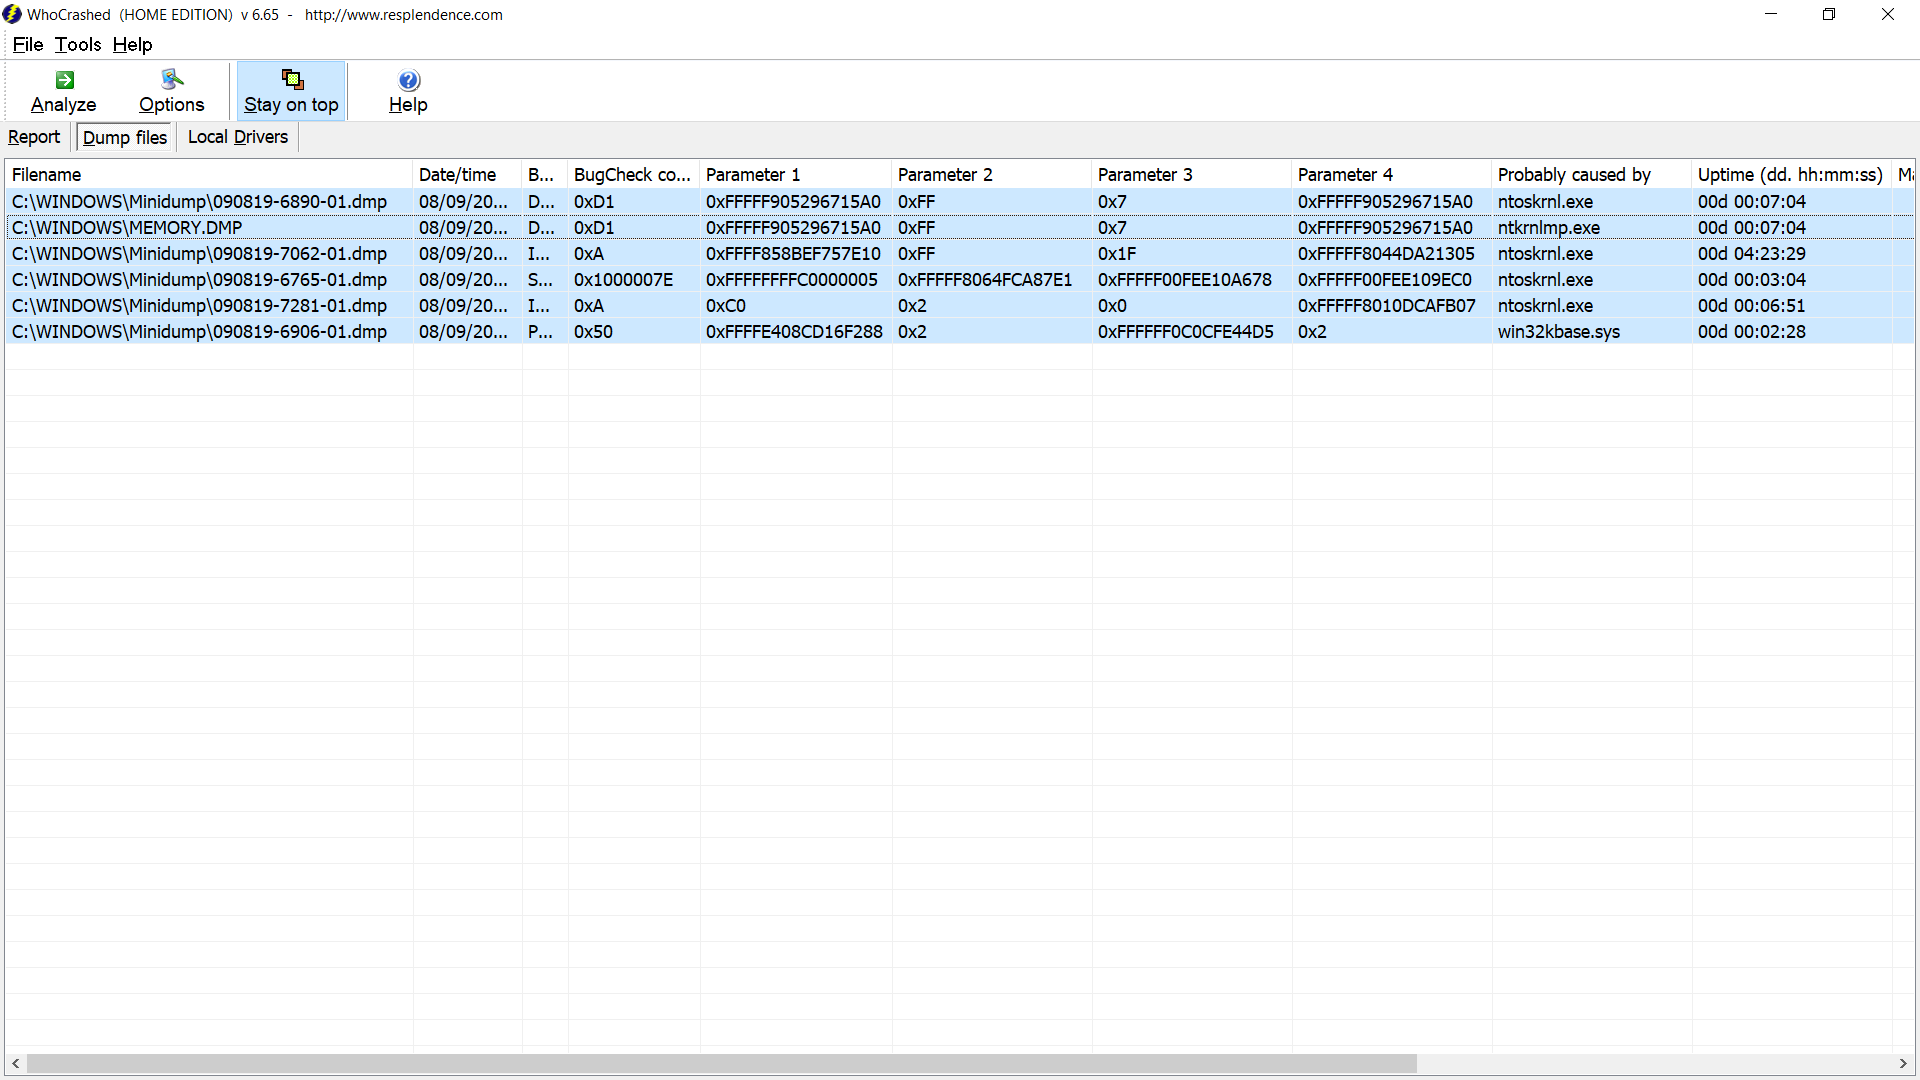 WhoCrashed (HOME EDITION) v 6.65 - http://www.resplendence.com
File Tools Help
Analyze Options Stay on top Help
Report Dump files Local Drivers
Filename Date/time B... BugCheck co... Parameter 1 Parameter 2 Parameter 3 Parameter 4 Probably caused by Uptime (dd. hh:mm:ss)
C:\WINDOWS\Minidump\090819-6890-01.dmp 08/09/20... D... 0xD1 0xFFFFF905296715A0 0xFF 0x7 0xFFFFF905296715A0 ntoskrnl.exe 00d 00:07:04
C:\WINDOWS\MEMORY.DMP 08/09/20... D... 0xD1 0xFFFFF905296715A0 0xFF 0x7 0xFFFFF905296715A0 ntkrnlmp.exe 00d 00:07:04
C:\WINDOWS\Minidump\090819-7062-01.dmp 08/09/20... I... 0xA 0xFFFF858BEF757E10 0xFF 0x1F 0xFFFFF8044DA21305 ntoskrnl.exe 00d 04:23:29
C:\WINDOWS\Minidump\090819-6765-01.dmp 08/09/20... S... 0x1000007E 0xFFFFFFFFC0000005 0xFFFFF8064FCA87E1 0xFFFFF00FEE10A678 0xFFFFF00FEE109EC0 ntoskrnl.exe 00d 00:03:04
C:\WINDOWS\Minidump\090819-7281-01.dmp 08/09/20... I... 0xA 0xC0 0x2 0x0 0xFFFFF8010DCAFB07 ntoskrnl.exe 00d 00:06:51
C:\WINDOWS\Minidump\090819-6906-01.dmp 08/09/20... P... 0x50 0xFFFFE408CD16F288 0x2 0xFFFFFF0C0CFE44D5 0x2 win32kbase.sys 00d 00:02:28